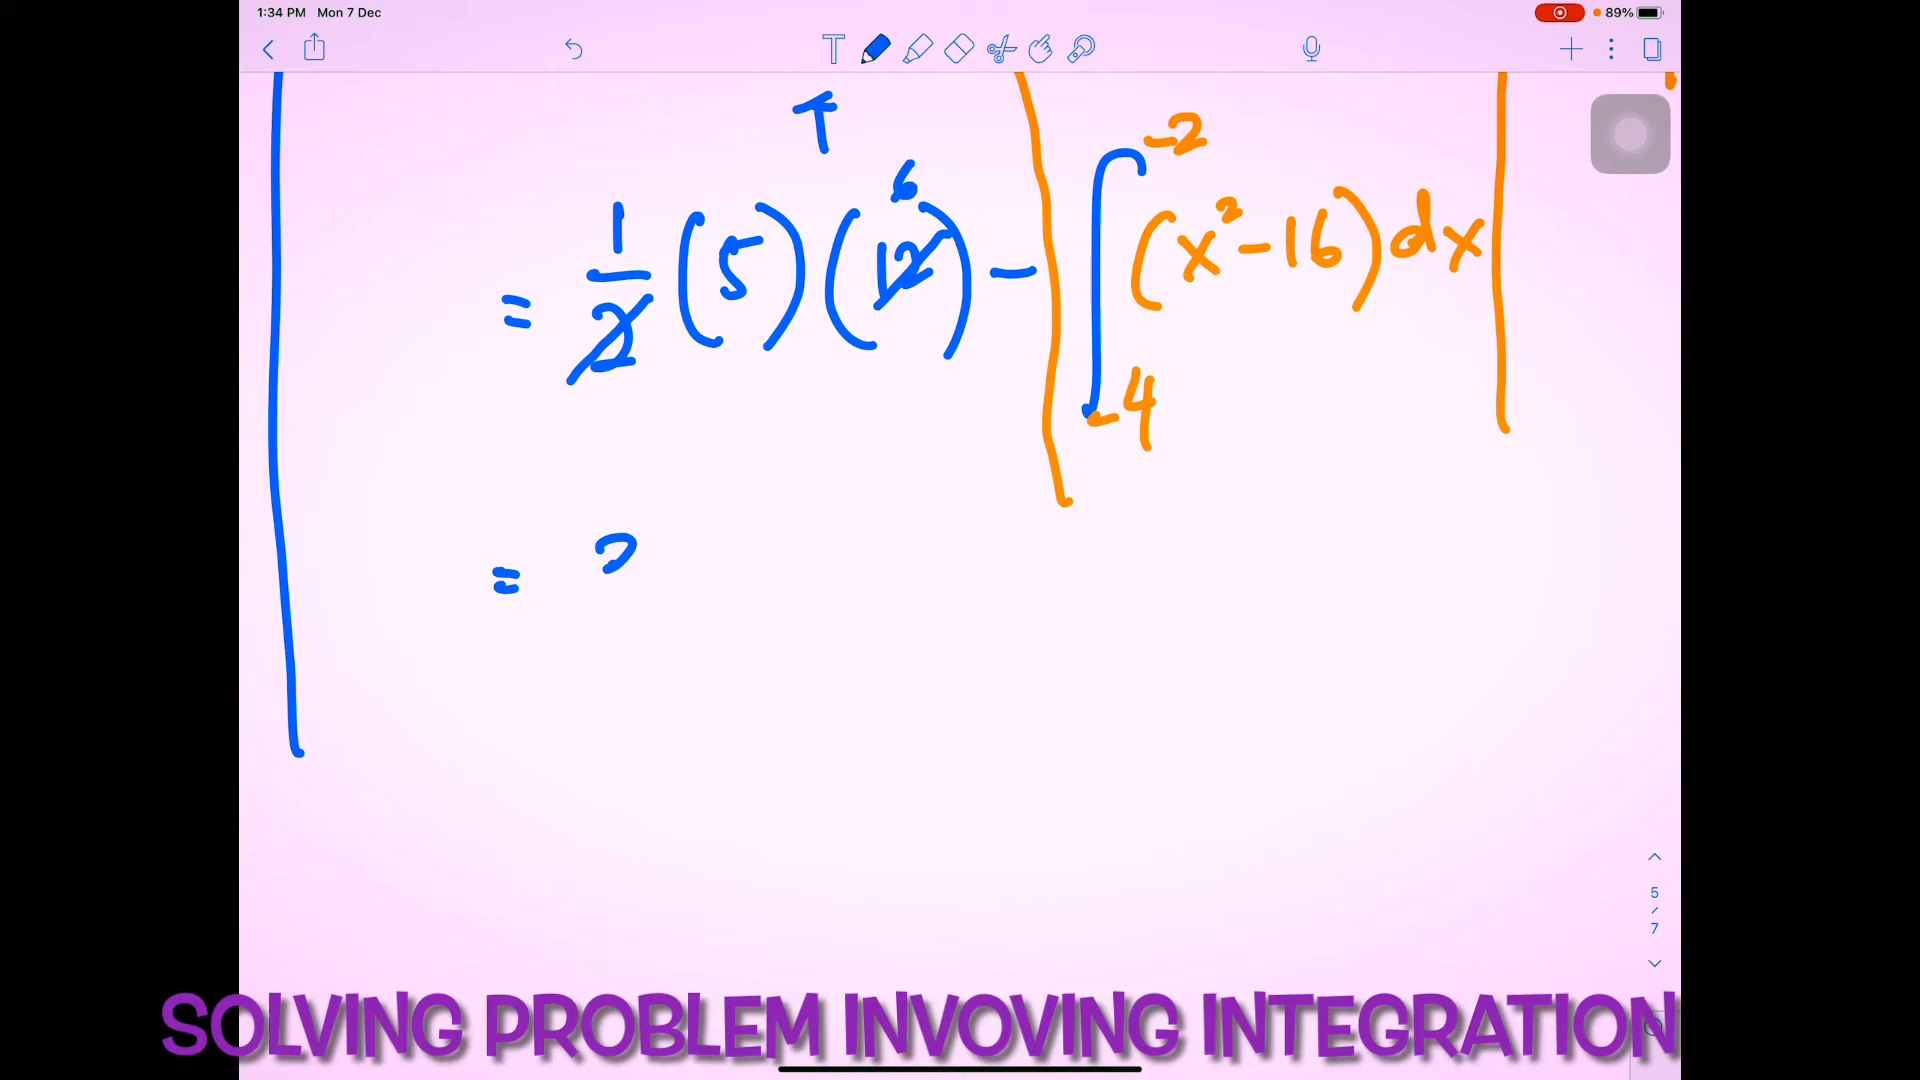 1:34 PM Mon 7 Dec 89%
T
T
= 1/2 (5)(12) 6 - | ∫ -2 -4 (x² - 16) dx |
=
5
/
7
SOLVING PROBLEM INVOVING INTEGRATION